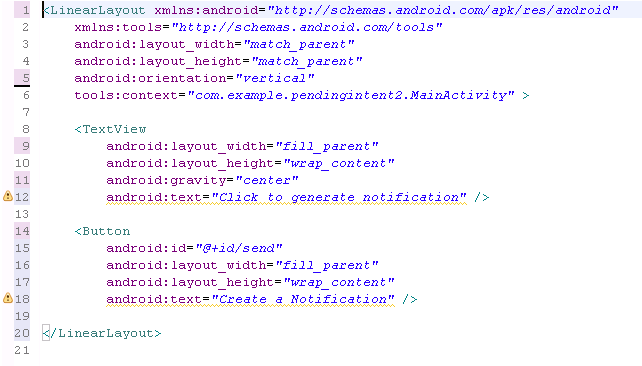 1 <LinearLayout xmlns:android="http://schemas.android.com/apk/res/android"
2 xmlns:tools="http://schemas.android.com/tools"
3 android:layout_width="match_parent"
4 android:layout_height="match_parent"
5 android:orientation="vertical"
6 tools:context="com.example.pendingintent2.MainActivity" >
7
8 <TextView
9 android:layout_width="fill_parent"
10 android:layout_height="wrap_content"
11 android:gravity="center"
12 android:text="Click to generate notification" />
13
14 <Button
15 android:id="@+id/send"
16 android:layout_width="fill_parent"
17 android:layout_height="wrap_content"
18 android:text="Create a Notification" />
19
20 </LinearLayout>
21